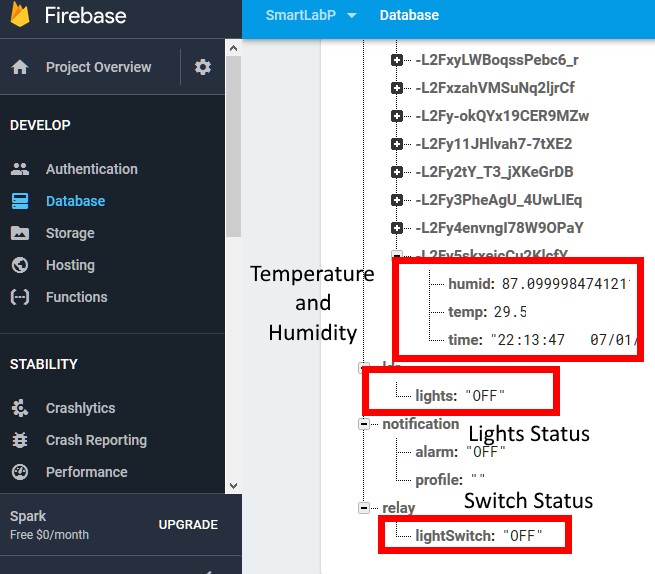 Firebase
SmartLabP
Database
Project Overview
DEVELOP
Authentication
Database
Storage
Hosting
Functions
STABILITY
Crashlytics
Crash Reporting
Performance
Spark
Free $0/month
UPGRADE
-L2FxyLWBoqssPebc6_r
-L2FxzahVMSuNq2ljrCf
-L2Fy-okQYx19CER9MZw
-L2Fy11JHlvah7-7tXE2
-L2Fy2tY_T3_jXKeGrDB
-L2Fy3PheAgU_4UwLIEq
-L2Fy4envngI78W9OPaY
Temperature
and
Humidity
humid: 87.099998474121
temp: 29.5
time: "22:13:47 07/01/
lights: "OFF"
notification
Lights Status
alarm: "OFF"
profile: ""
Switch Status
relay
lightSwitch: "OFF"